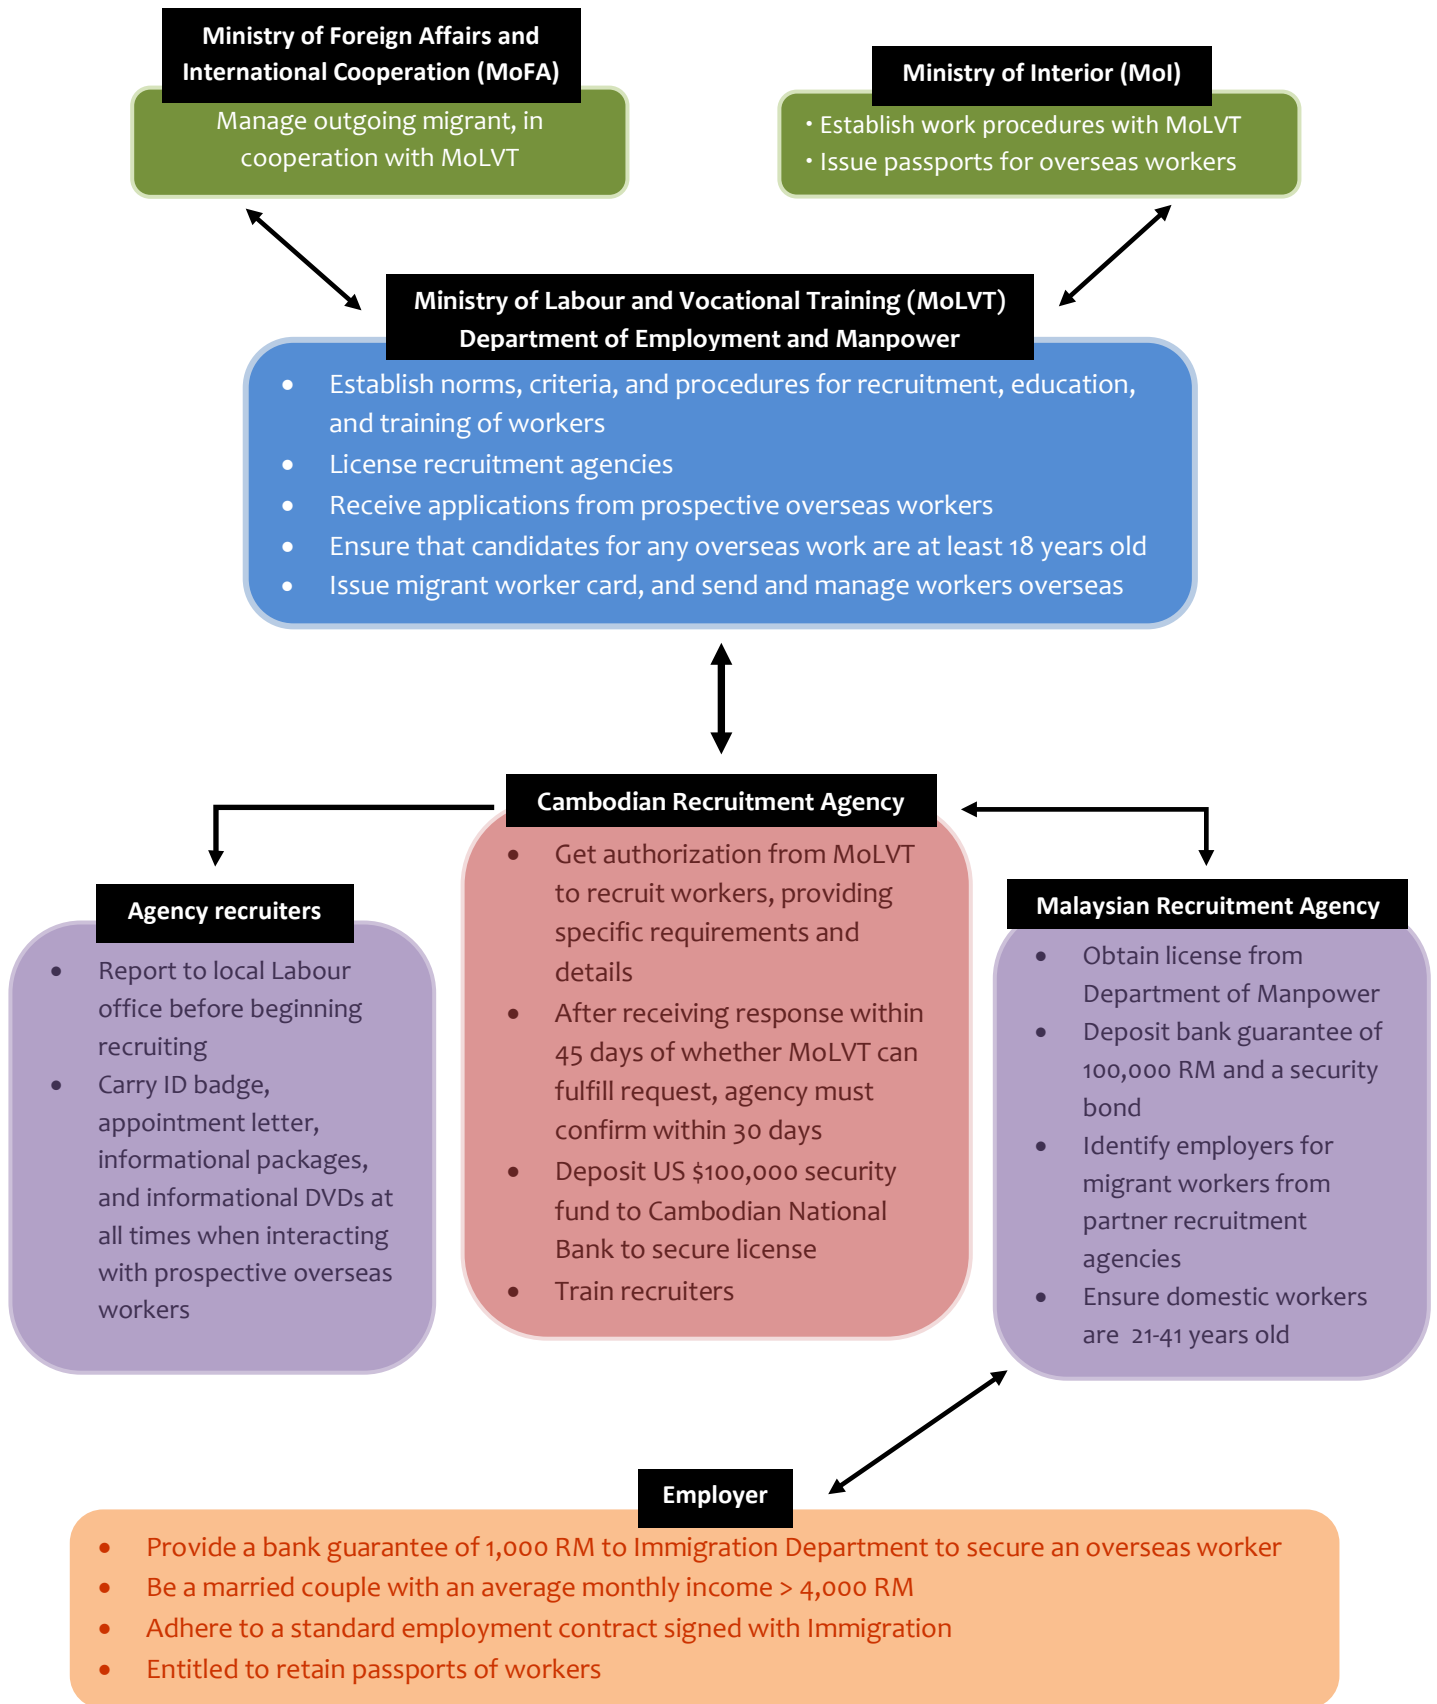 Ministry of Foreign Affairs and
International Cooperation (MoFA)
Manage outgoing migrant, in
cooperation with MoLVT
Ministry of Interior (MoI)
· Establish work procedures with MoLVT
· Issue passports for overseas workers
Ministry of Labour and Vocational Training (MoLVT)
Department of Employment and Manpower
• Establish norms, criteria, and procedures for recruitment, education,
and training of workers
• License recruitment agencies
• Receive applications from prospective overseas workers
• Ensure that candidates for any overseas work are at least 18 years old
• Issue migrant worker card, and send and manage workers overseas
Agency recruiters
• Report to local Labour
office before beginning
recruiting
• Carry ID badge,
appointment letter,
informational packages,
and informational DVDs at
all times when interacting
with prospective overseas
workers
Cambodian Recruitment Agency
• Get authorization from MoLVT
to recruit workers, providing
specific requirements and
details
• After receiving response within
45 days of whether MoLVT can
fulfill request, agency must
confirm within 30 days
• Deposit US $100,000 security
fund to Cambodian National
Bank to secure license
• Train recruiters
Malaysian Recruitment Agency
• Obtain license from
Department of Manpower
• Deposit bank guarantee of
100,000 RM and a security
bond
• Identify employers for
migrant workers from
partner recruitment
agencies
• Ensure domestic workers
are 21-41 years old
Employer
• Provide a bank guarantee of 1,000 RM to Immigration Department to secure an overseas worker
• Be a married couple with an average monthly income > 4,000 RM
• Adhere to a standard employment contract signed with Immigration
• Entitled to retain passports of workers